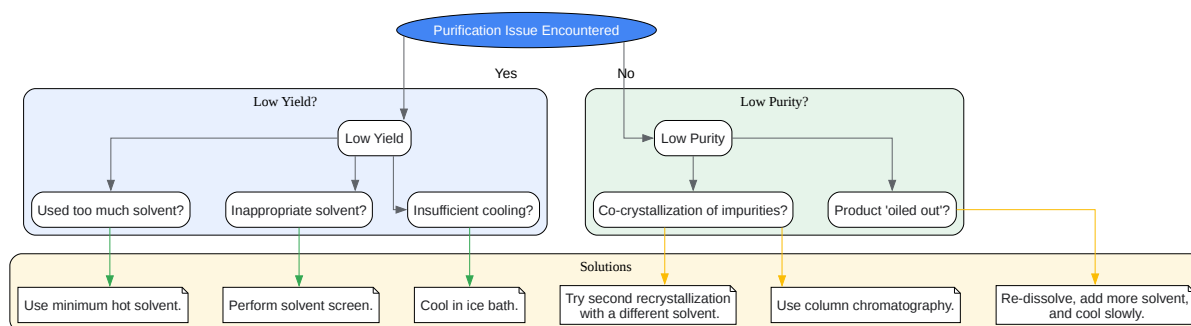 Purification Issue Encountered
Yes
No
Low Yield?
Low Purity?
Low Yield
Low Purity
Used too much solvent?
Inappropriate solvent?
Insufficient cooling?
Co-crystallization of impurities?
Product 'oiled out'?
Solutions
Use minimum hot solvent.
Perform solvent screen.
Cool in ice bath.
Try second recrystallization
with a different solvent.
Use column chromatography.
Re-dissolve, add more solvent,
and cool slowly.